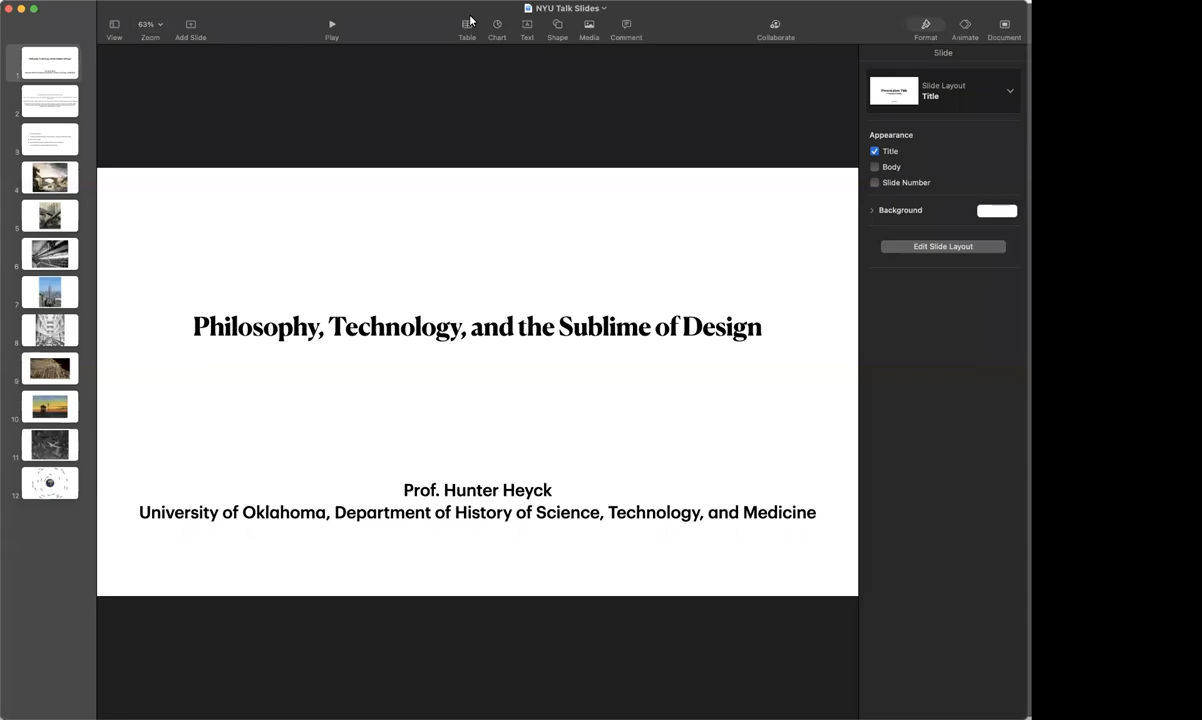 NYU Talk Slides
63%
View
Zoom
Add Slide
Play
Table
Chart
Text
Shape
Media
Comment
Collaborate
Format
Animate
Document
Slide
Slide Layout
Title
Appearance
Title
Body
Slide Number
Background
Edit Slide Layout
1
2
3
4
5
6
7
8
9
10
11
12
Philosophy, Technology, and the Sublime of Design
Prof. Hunter Heyck
University of Oklahoma, Department of History of Science, Technology, and Medicine